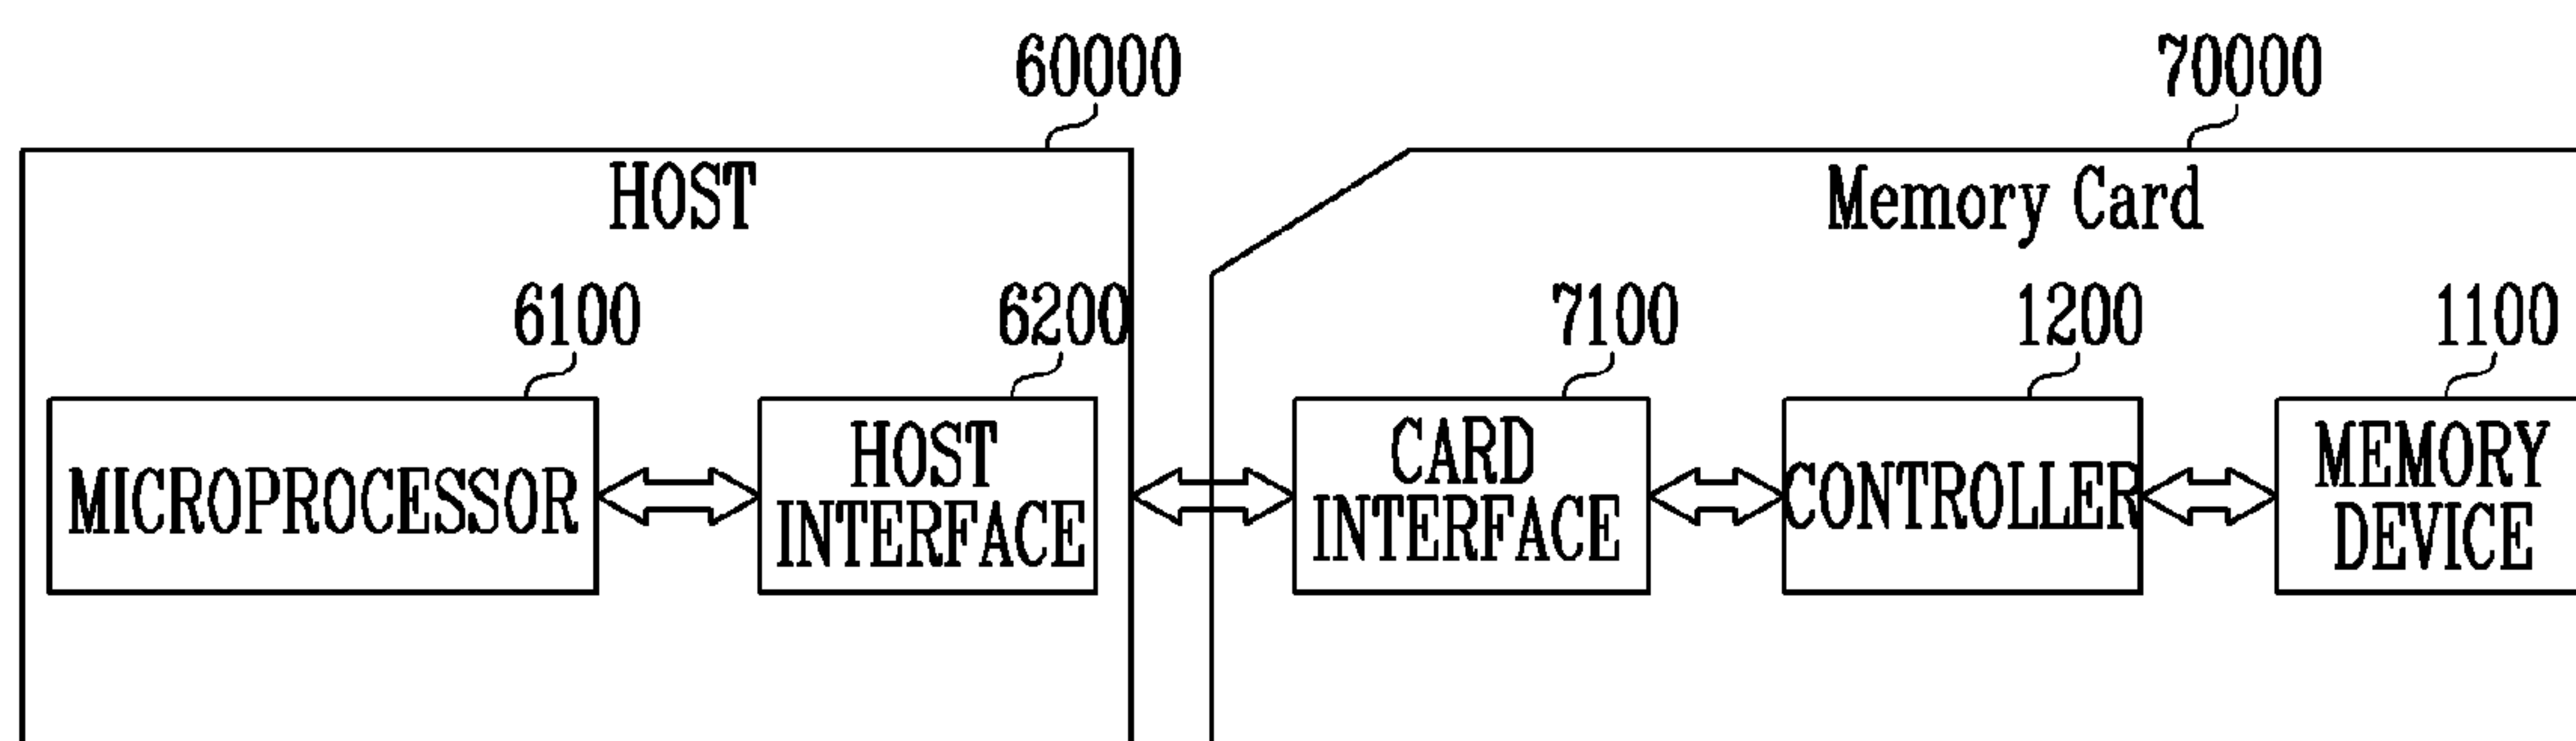 60000
70000
HOST
Memory Card
6100
6200
7100
1200
1100
MICROPROCESSOR
HOST
INTERFACE
CARD
INTERFACE
CONTROLLER
MEMORY
DEVICE